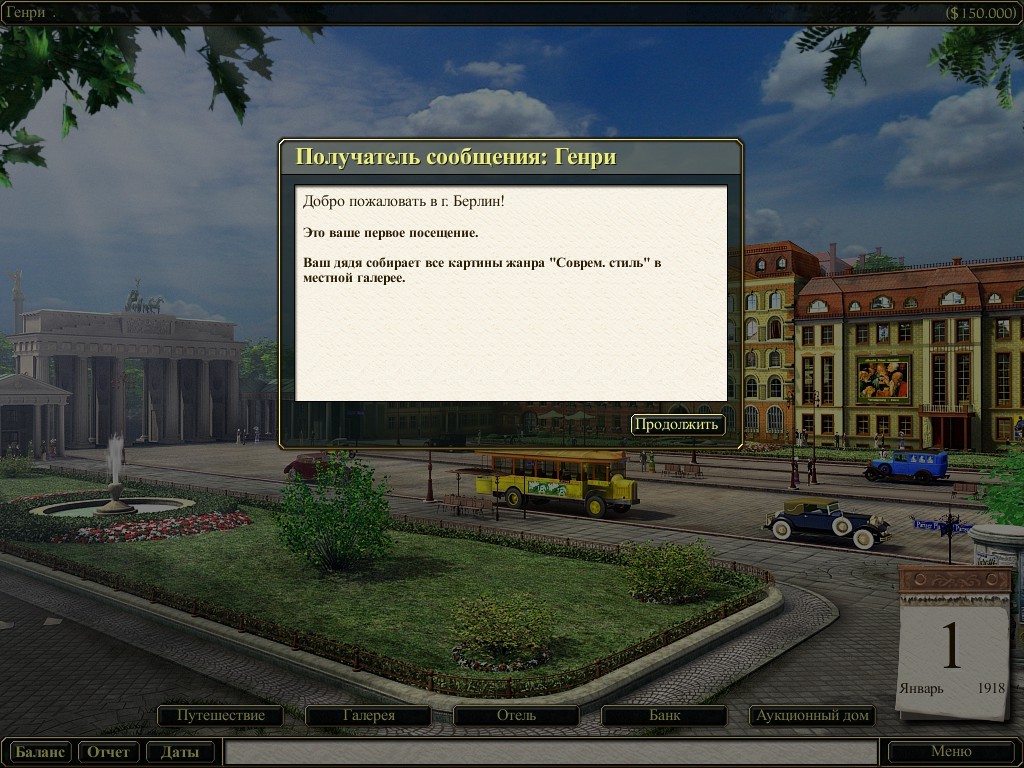 Генри .
($150.000)
Получатель сообщения: Генри
Добро пожаловать в г. Берлин!
Это ваше первое посещение.
Ваш дядя собирает все картины жанра "Соврем. стиль" в
местной галерее.
Продолжить
1
Январь 1918
Путешествие
Галерея
Отель
Банк
Аукционный дом
Баланс
Отчет
Даты
Меню